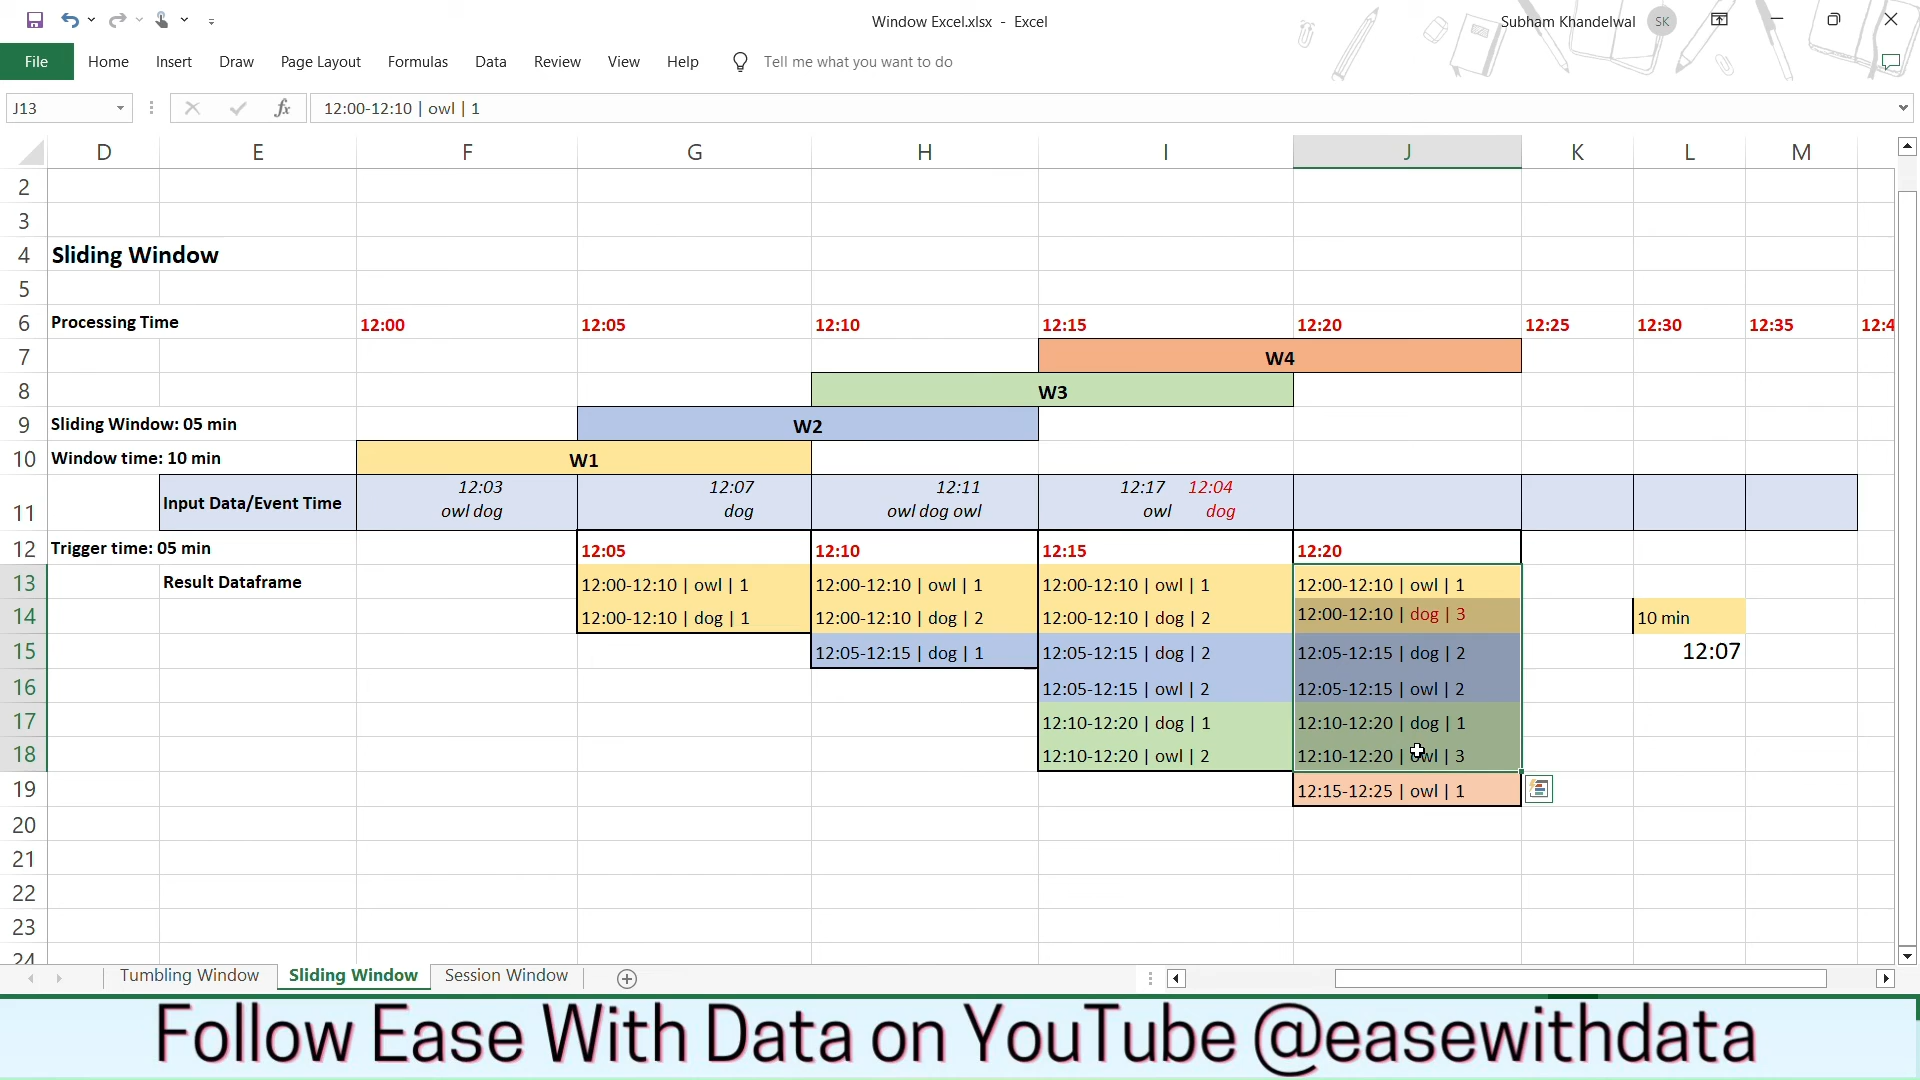 Window Excel.xlsx - Excel
Subham Khandelwal SK
File Home Insert Draw Page Layout Formulas Data Review View Help Tell me what you want to do
J13 fx 12:00-12:10 | owl | 1
D E F G H I J K L M
2
3
4 Sliding Window
5
6 Processing Time 12:00 12:05 12:10 12:15 12:20 12:25 12:30 12:35 12:4
7 W4
8 W3
9 Sliding Window: 05 min W2
10 Window time: 10 min W1
12:03 12:07 12:11 12:17 12:04
11 Input Data/Event Time owl dog dog owl dog owl owl dog
12 Trigger time: 05 min 12:05 12:10 12:15 12:20
13 Result Dataframe 12:00-12:10 | owl | 1 12:00-12:10 | owl | 1 12:00-12:10 | owl | 1 12:00-12:10 | owl | 1
14 12:00-12:10 | dog | 1 12:00-12:10 | dog | 2 12:00-12:10 | dog | 2 12:00-12:10 | dog | 3 10 min
15 12:05-12:15 | dog | 1 12:05-12:15 | dog | 2 12:05-12:15 | dog | 2 12:07
16 12:05-12:15 | owl | 2 12:05-12:15 | owl | 2
17 12:10-12:20 | dog | 1 12:10-12:20 | dog | 1
18 12:10-12:20 | owl | 2 12:10-12:20 | owl | 3
19 12:15-12:25 | owl | 1
20
21
22
23
24
Tumbling Window Sliding Window Session Window
Follow Ease With Data on YouTube @easewithdata